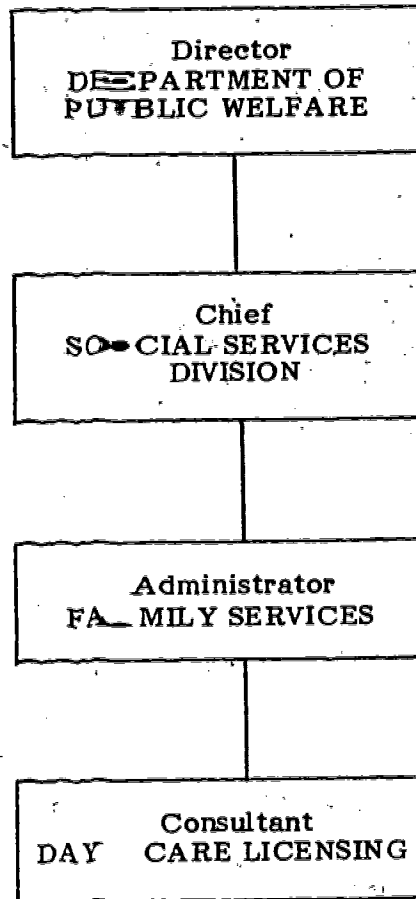 Director
DEPARTMENT OF
PUBLIC WELFARE
Chief
SOCIAL SERVICES
DIVISION
Administrator
FAMILY SERVICES
Consultant
DAY CARE LICENSING